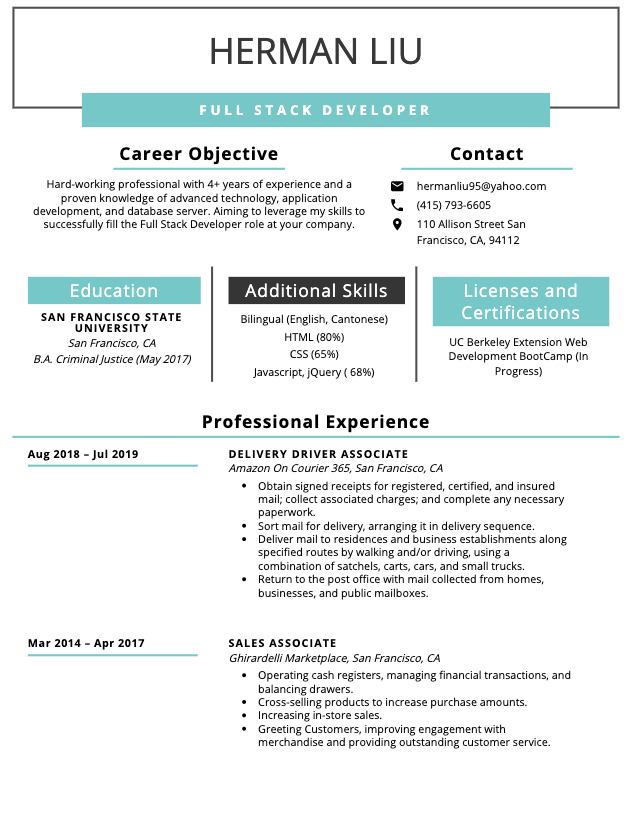 HERMAN LIU
FULL STACK DEVELOPER
Career Objective
Hard-working professional with 4+ years of experience and a
proven knowledge of advanced technology, application
development, and database server. Aiming to leverage my skills to
successfully fill the Full Stack Developer role at your company.
Contact
hermanliu95@yahoo.com
(415) 793-6605
110 Allison Street San
Francisco, CA, 94112
Education
SAN FRANCISCO STATE
UNIVERSITY
San Francisco, CA
B.A. Criminal Justice (May 2017)
Additional Skills
Bilingual (English, Cantonese)
HTML (80%)
CSS (65%)
Javascript, jQuery ( 68%)
Licenses and
Certifications
UC Berkeley Extension Web
Development BootCamp (In
Progress)
Professional Experience
Aug 2018 – Jul 2019
DELIVERY DRIVER ASSOCIATE
Amazon On Courier 365, San Francisco, CA
• Obtain signed receipts for registered, certified, and insured
mail; collect associated charges; and complete any necessary
paperwork.
• Sort mail for delivery, arranging it in delivery sequence.
• Deliver mail to residences and business establishments along
specified routes by walking and/or driving, using a
combination of satchels, carts, cars, and small trucks.
• Return to the post office with mail collected from homes,
businesses, and public mailboxes.
Mar 2014 – Apr 2017
SALES ASSOCIATE
Ghirardelli Marketplace, San Francisco, CA
• Operating cash registers, managing financial transactions, and
balancing drawers.
• Cross-selling products to increase purchase amounts.
• Increasing in-store sales.
• Greeting Customers, improving engagement with
merchandise and providing outstanding customer service.